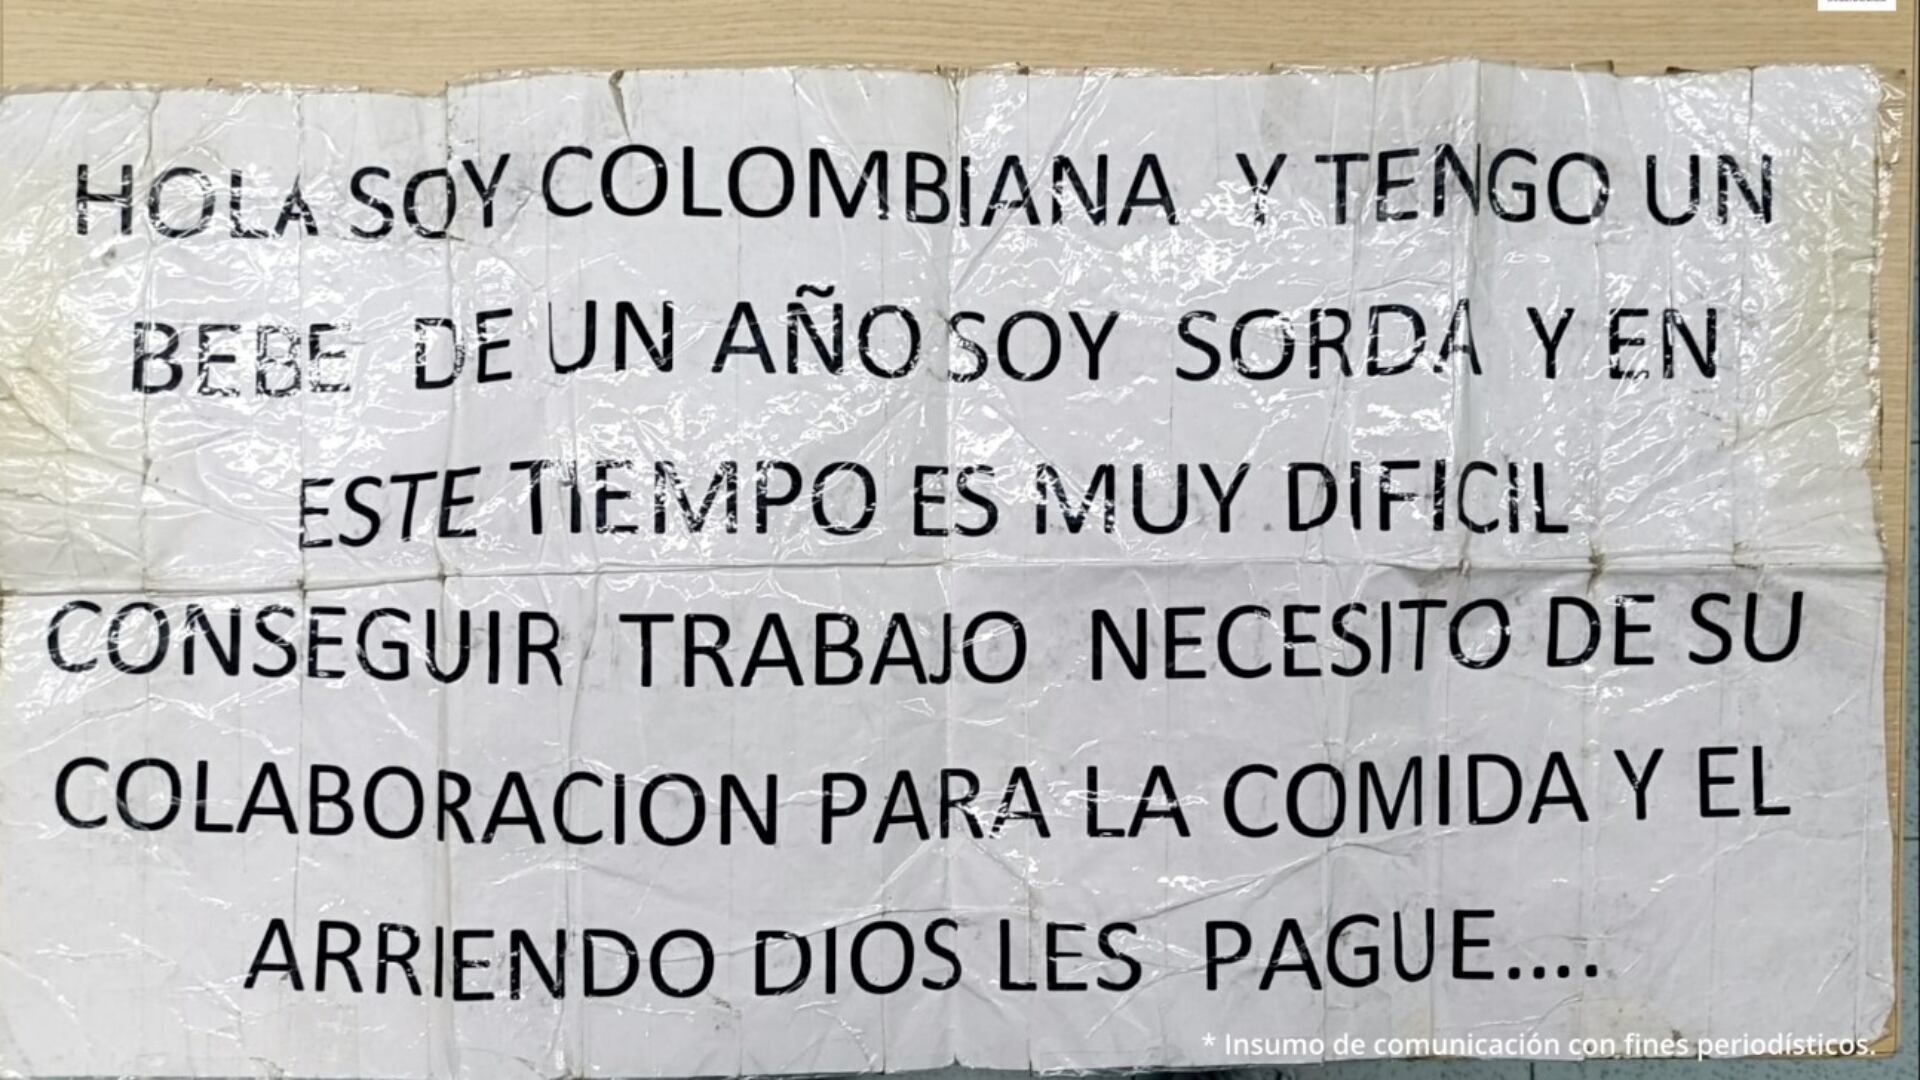 HOLA SOY COLOMBIANA Y TENGO UN
BEBE DE UN AÑO SOY SORDA Y EN
ESTE TIEMPO ES MUY DIFICIL
CONSEGUIR TRABAJO NECESITO DE SU
COLABORACION PARA LA COMIDA Y EL
ARRIENDO DIOS LES PAGUE....
* Insumo de comunicación con fines periodísticos.